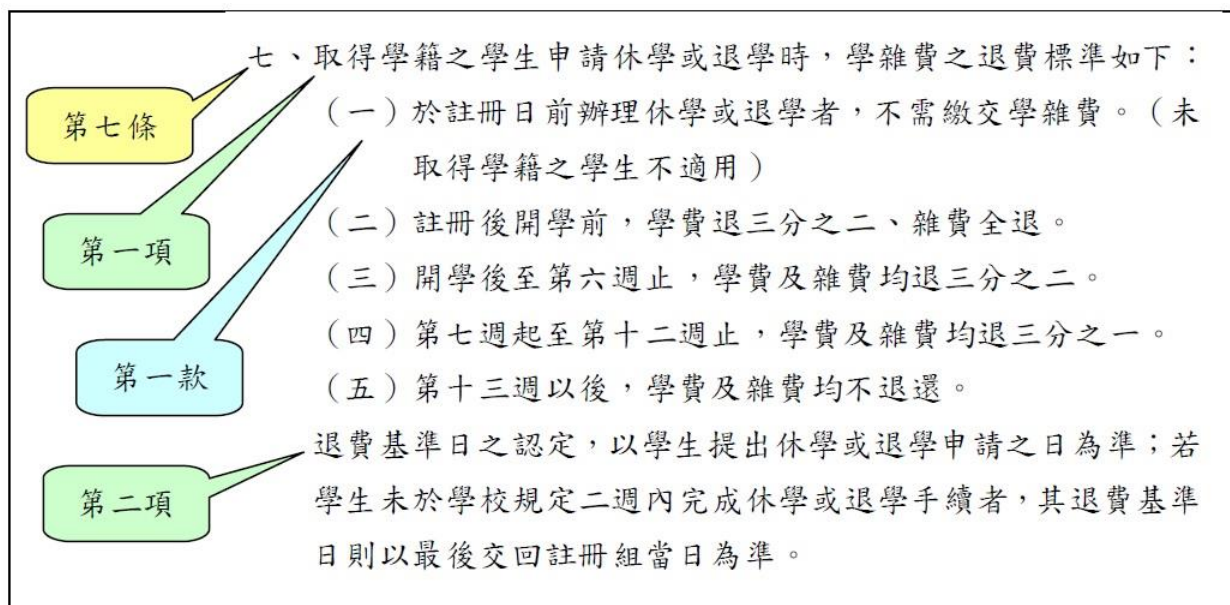 七、取得學籍之學生申請休學或退學時，學雜費之退費標準如下：
第七條
（一）於註冊日前辦理休學或退學者，不需繳交學雜費。（未
取得學籍之學生不適用）
第一項
（二）註冊後開學前，學費退三分之二、雜費全退。
（三）開學後至第六週止，學費及雜費均退三分之二。
（四）第七週起至第十二週止，學費及雜費均退三分之一。
第一款
（五）第十三週以後，學費及雜費均不退還。
退費基準日之認定，以學生提出休學或退學申請之日為準；若
第二項
學生未於學校規定二週內完成休學或退學手續者，其退費基準
日則以最後交回註冊組當日為準。